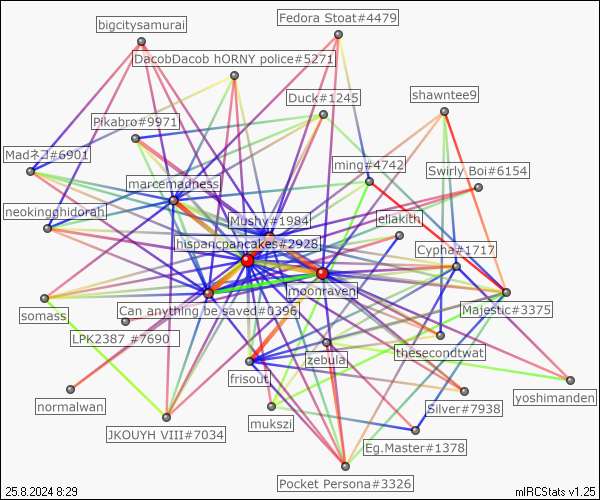 bigcitysamurai
Fedora Stoat#4479
DacobDacob hORNY police#5271
Duck#1245
shawntee9
Pikabro#9971
Madネコ#6901
ming#4742
Swirly Boi#6154
marcemadness
neokingghidorah
Mushy#1984
eliakith
hispancpancakes#2928
Cypha#1717
moonraven
somass
Can anything be saved#0396
Majestic#3375
LPK2387 #7690
zebula
thesecondtwat
frisout
normalwan
Silver#7938
yoshimanden
mukszi
JKOUYH VIII#7034
Eg.Master#1378
Pocket Persona#3326
25.8.2024 8:29
mIRCStats v1.25